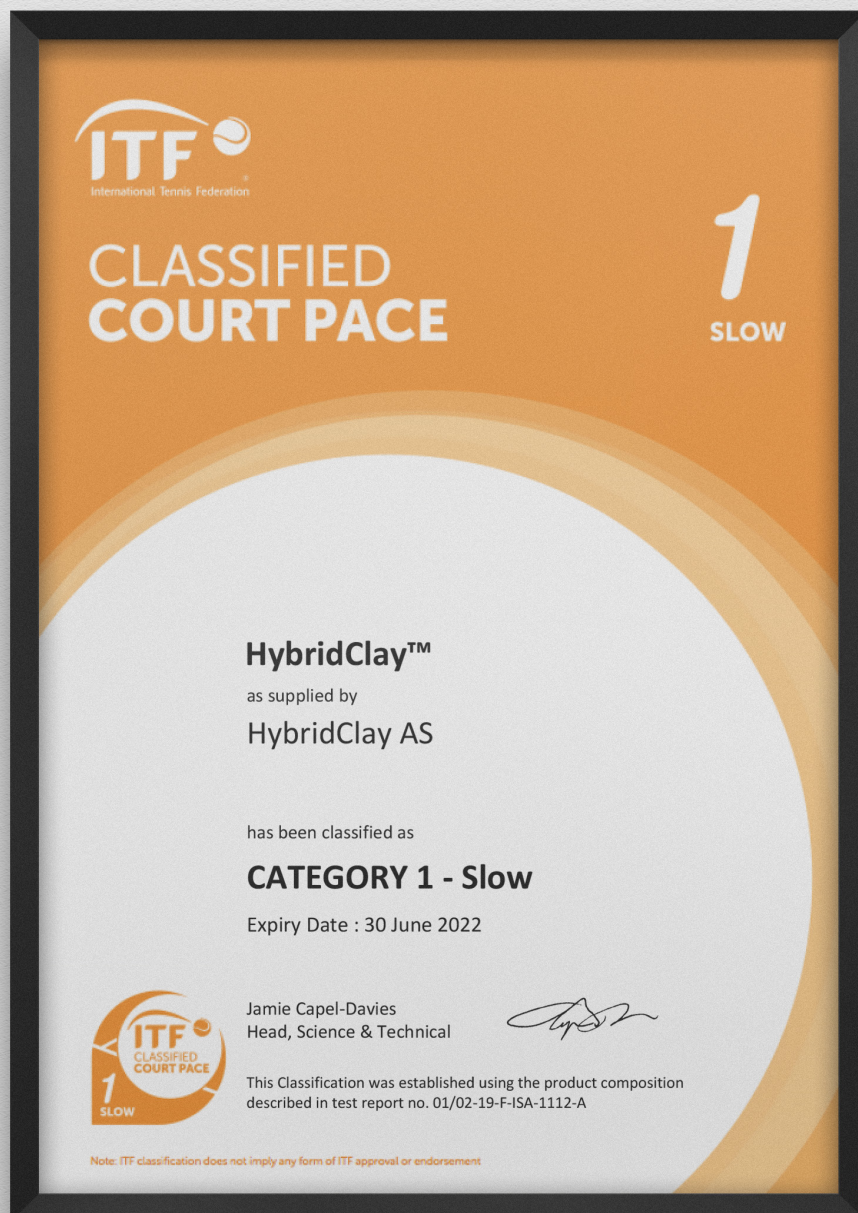 ITF
International Tennis Federation
CLASSIFIED
COURT PACE
1
SLOW
HybridClay™
as supplied by
HybridClay AS
has been classified as
CATEGORY 1 - Slow
Expiry Date : 30 June 2022
Jamie Capel-Davies
Head, Science & Technical
This Classification was established using the product composition
described in test report no. 01/02-19-F-ISA-1112-A
ITF
CLASSIFIED
COURT PACE
1
SLOW
Note: ITF classification does not imply any form of ITF approval or endorsement